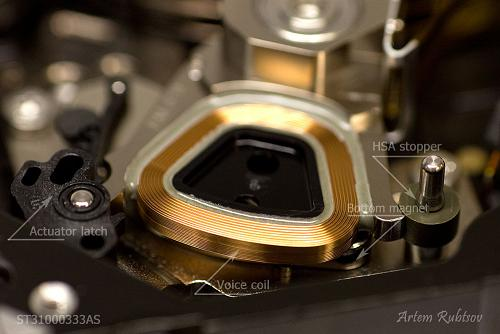 HSA stopper
Actuator latch
Bottom magnet
Voice coil
ST31000333AS
Artem Rubtsov